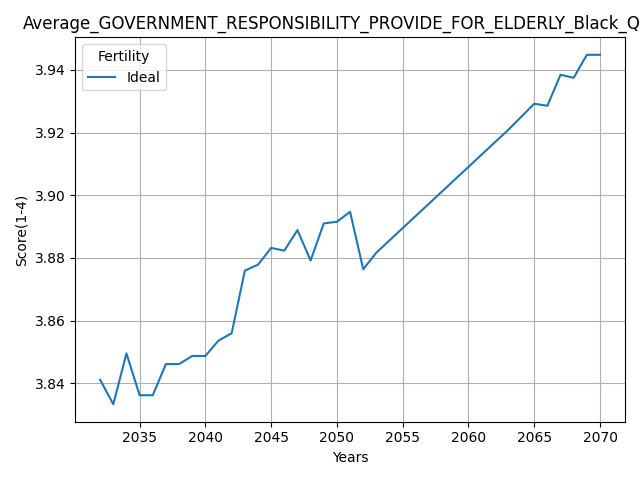 Average_GOVERNMENT_RESPONSIBILITY_PROVIDE_FOR_ELDERLY_Black_Q
Fertility
Ideal
Score(1-4)
3.94
3.92
3.90
3.88
3.86
3.84
2035 2040 2045 2050 2055 2060 2065 2070
Years